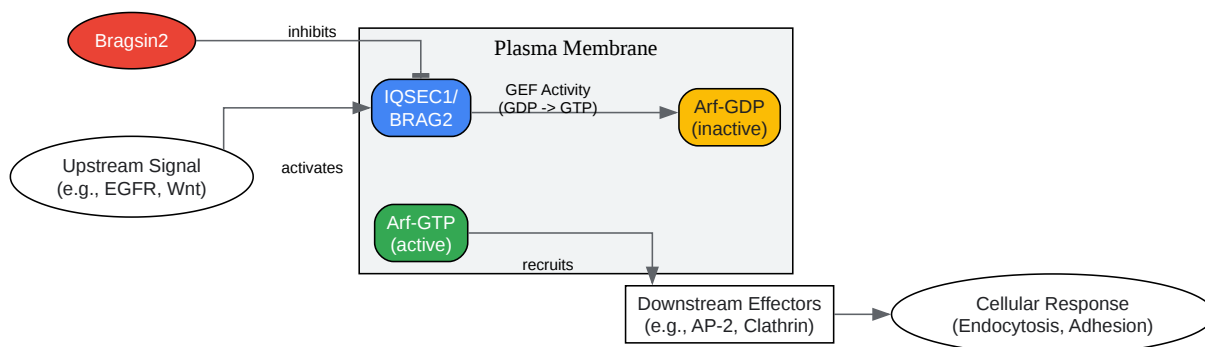 Bragsin2
inhibits
Plasma Membrane
IQSEC1/
BRAG2
GEF Activity
(GDP -> GTP)
Arf-GDP
(inactive)
Upstream Signal
(e.g., EGFR, Wnt)
activates
Arf-GTP
(active)
recruits
Downstream Effectors
(e.g., AP-2, Clathrin)
Cellular Response
(Endocytosis, Adhesion)